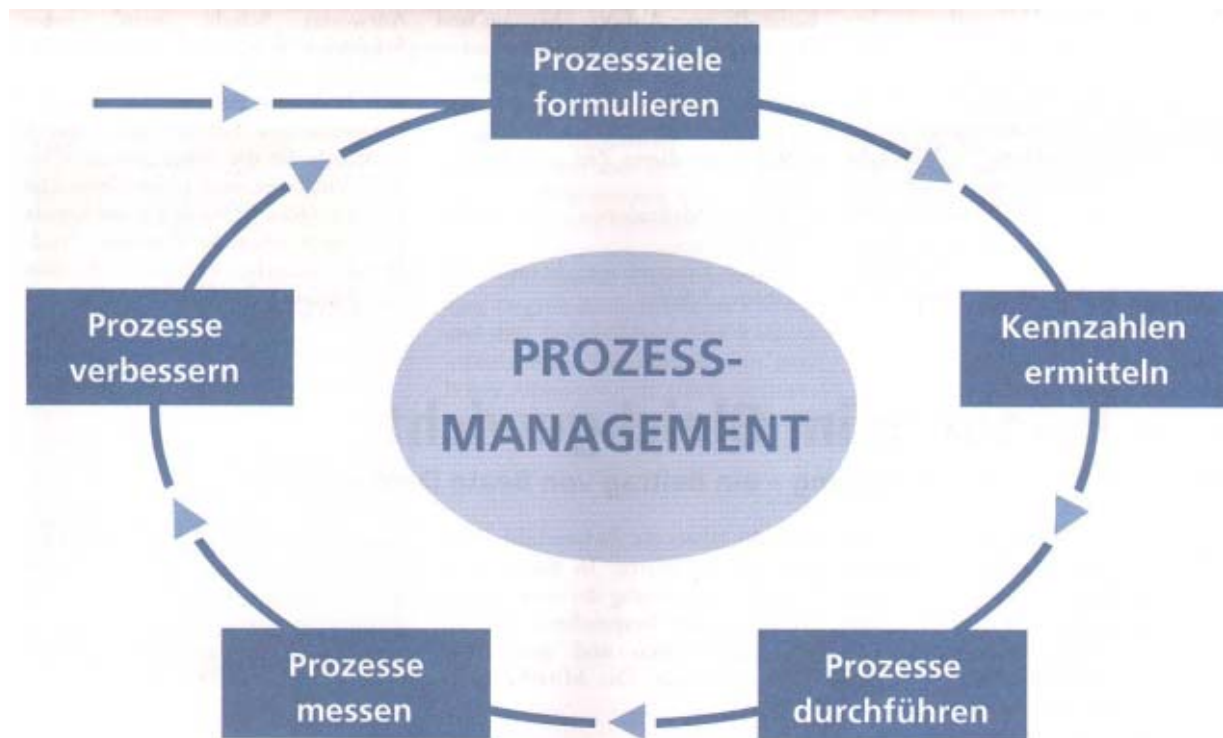 Prozessziele
formulieren
Kennzahlen
ermitteln
Prozesse
durchführen
Prozesse
messen
Prozesse
verbessern
PROZESS-
MANAGEMENT